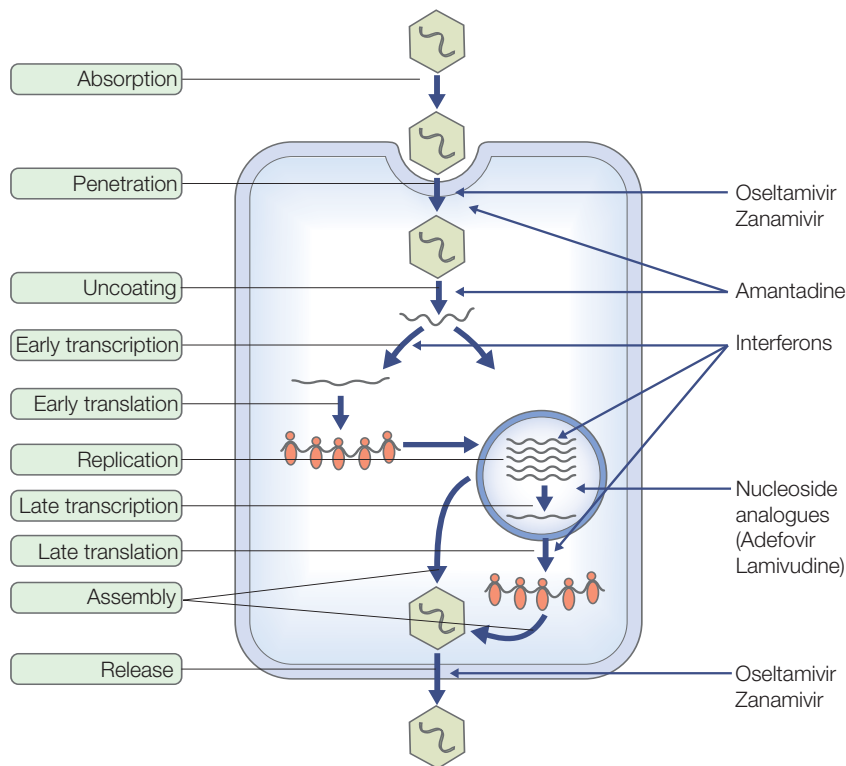 Absorption
Penetration
Uncoating
Early transcription
Early translation
Replication
Late transcription
Late translation
Assembly
Release
Oseltamivir
Zanamivir
Amantadine
Interferons
Nucleoside
analogues
(Adefovir
Lamivudine)
Oseltamivir
Zanamivir